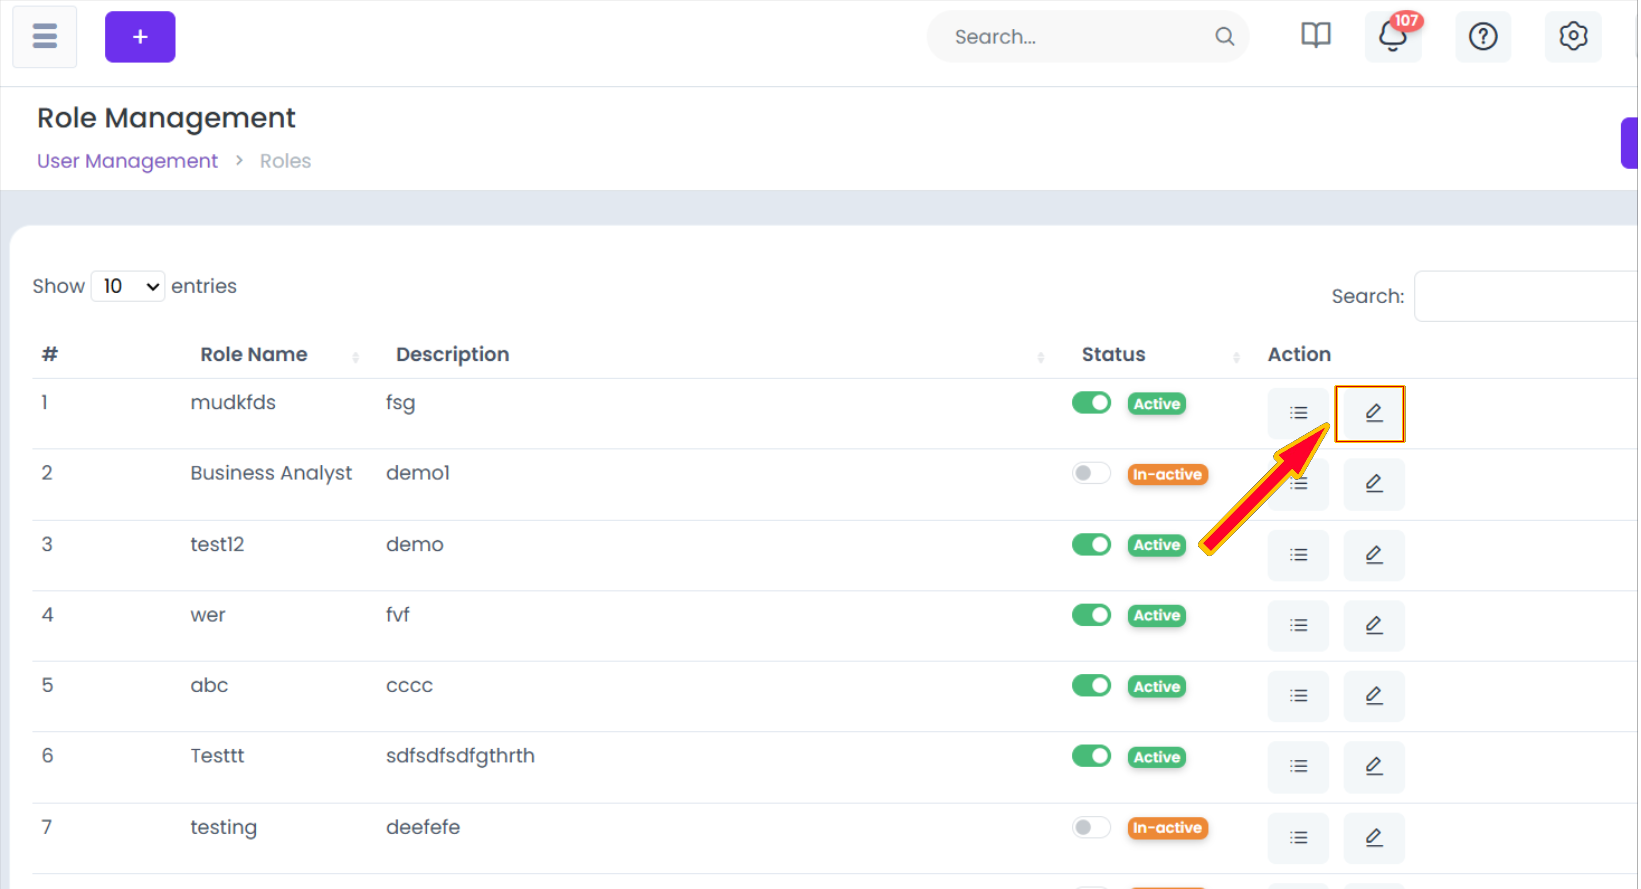 +
Search...
107
Role Management
User Management > Roles
Show 10 entries
Search:
# Role Name Description Status Action
1 mudkfds fsg Active
2 Business Analyst demo1 In-active
3 test12 demo Active
4 wer fvf Active
5 abc cccc Active
6 Testtt sdfsdfsdfgthrth Active
7 testing deefefe In-active